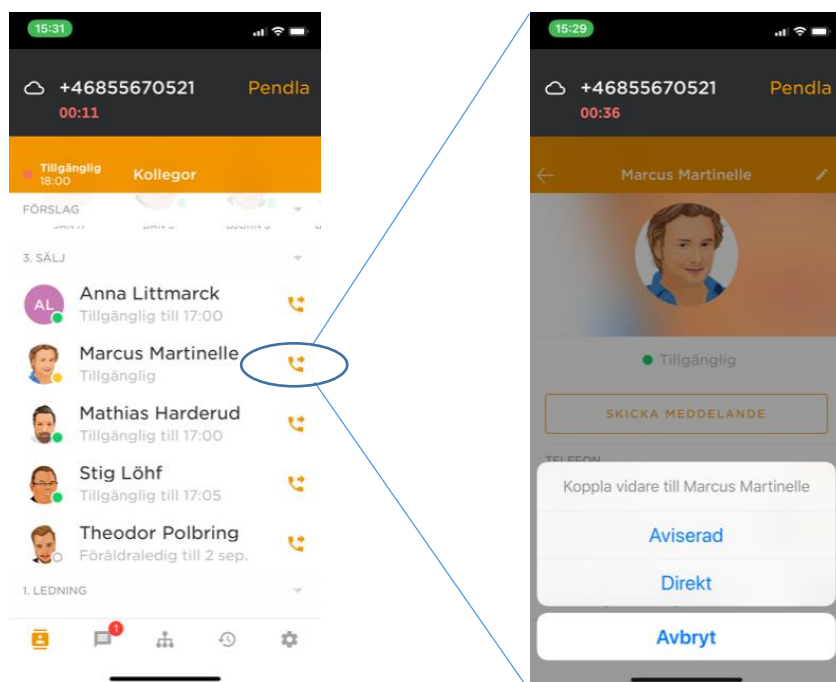 15:31
+46855670521
Pendla
00:11
Tillgänglig
18:00
Kollegor
FÖRSLAG
3. SÄLJ
AL
Anna Littmarck
Tillgänglig till 17:00
Marcus Martinelle
Tillgänglig
Mathias Harderud
Tillgänglig till 17:00
Stig Löhf
Tillgänglig till 17:05
Theodor Polbring
Föräldraledig till 2 sep.
1. LEDNING
1
15:29
+46855670521
Pendla
00:36
Marcus Martinelle
Tillgänglig
SKICKA MEDDELANDE
TELEFON
Koppla vidare till Marcus Martinelle
Aviserad
Direkt
Avbryt